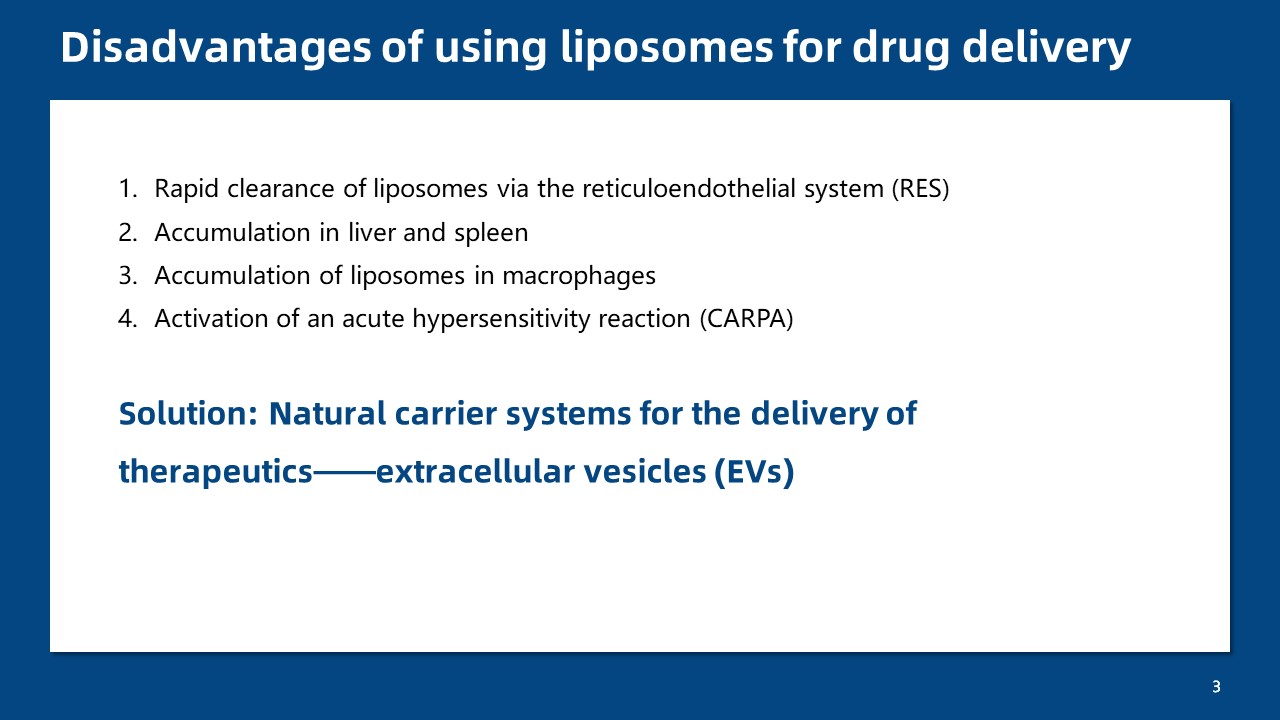 Disadvantages of using liposomes for drug delivery
1. Rapid clearance of liposomes via the reticuloendothelial system (RES)
2. Accumulation in liver and spleen
3. Accumulation of liposomes in macrophages
4. Activation of an acute hypersensitivity reaction (CARPA)
Solution: Natural carrier systems for the delivery of
therapeutics——extracellular vesicles (EVs)
3